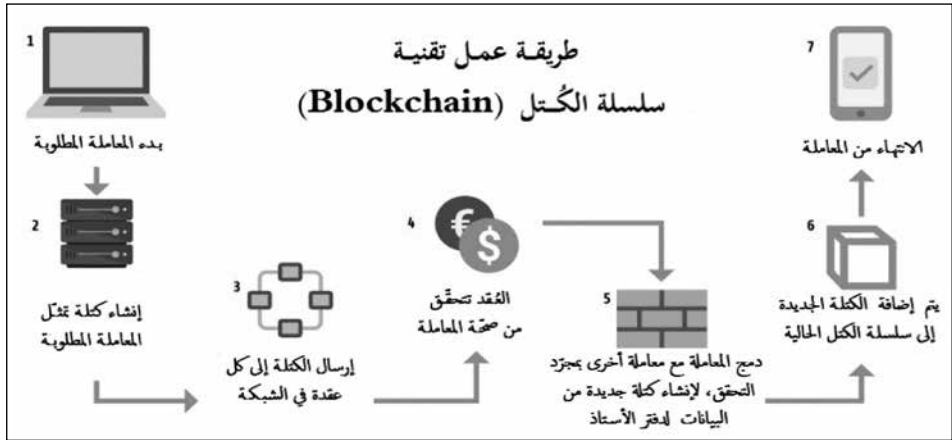 طريقة عمل تقنية
سلسلة الكُتل (Blockchain)
1
بدء المعاملة المطلوبة
2
إنشاء كتلة تمثّل
المعاملة المطلوبة
3
إرسال الكتلة إلى كل
عقدة في الشبكة
4
العُقد تتحقّق
من صحّة المعاملة
5
دمج المعاملة مع معاملة أخرى بمجرّد
التحقق، لإنشاء كتلة جديدة من
البيانات لدفتر الأستاذ
6
يتم إضافة الكتلة الجديدة
إلى سلسلة الكتل الحالية
7
الانتهاء من المعاملة
€
$